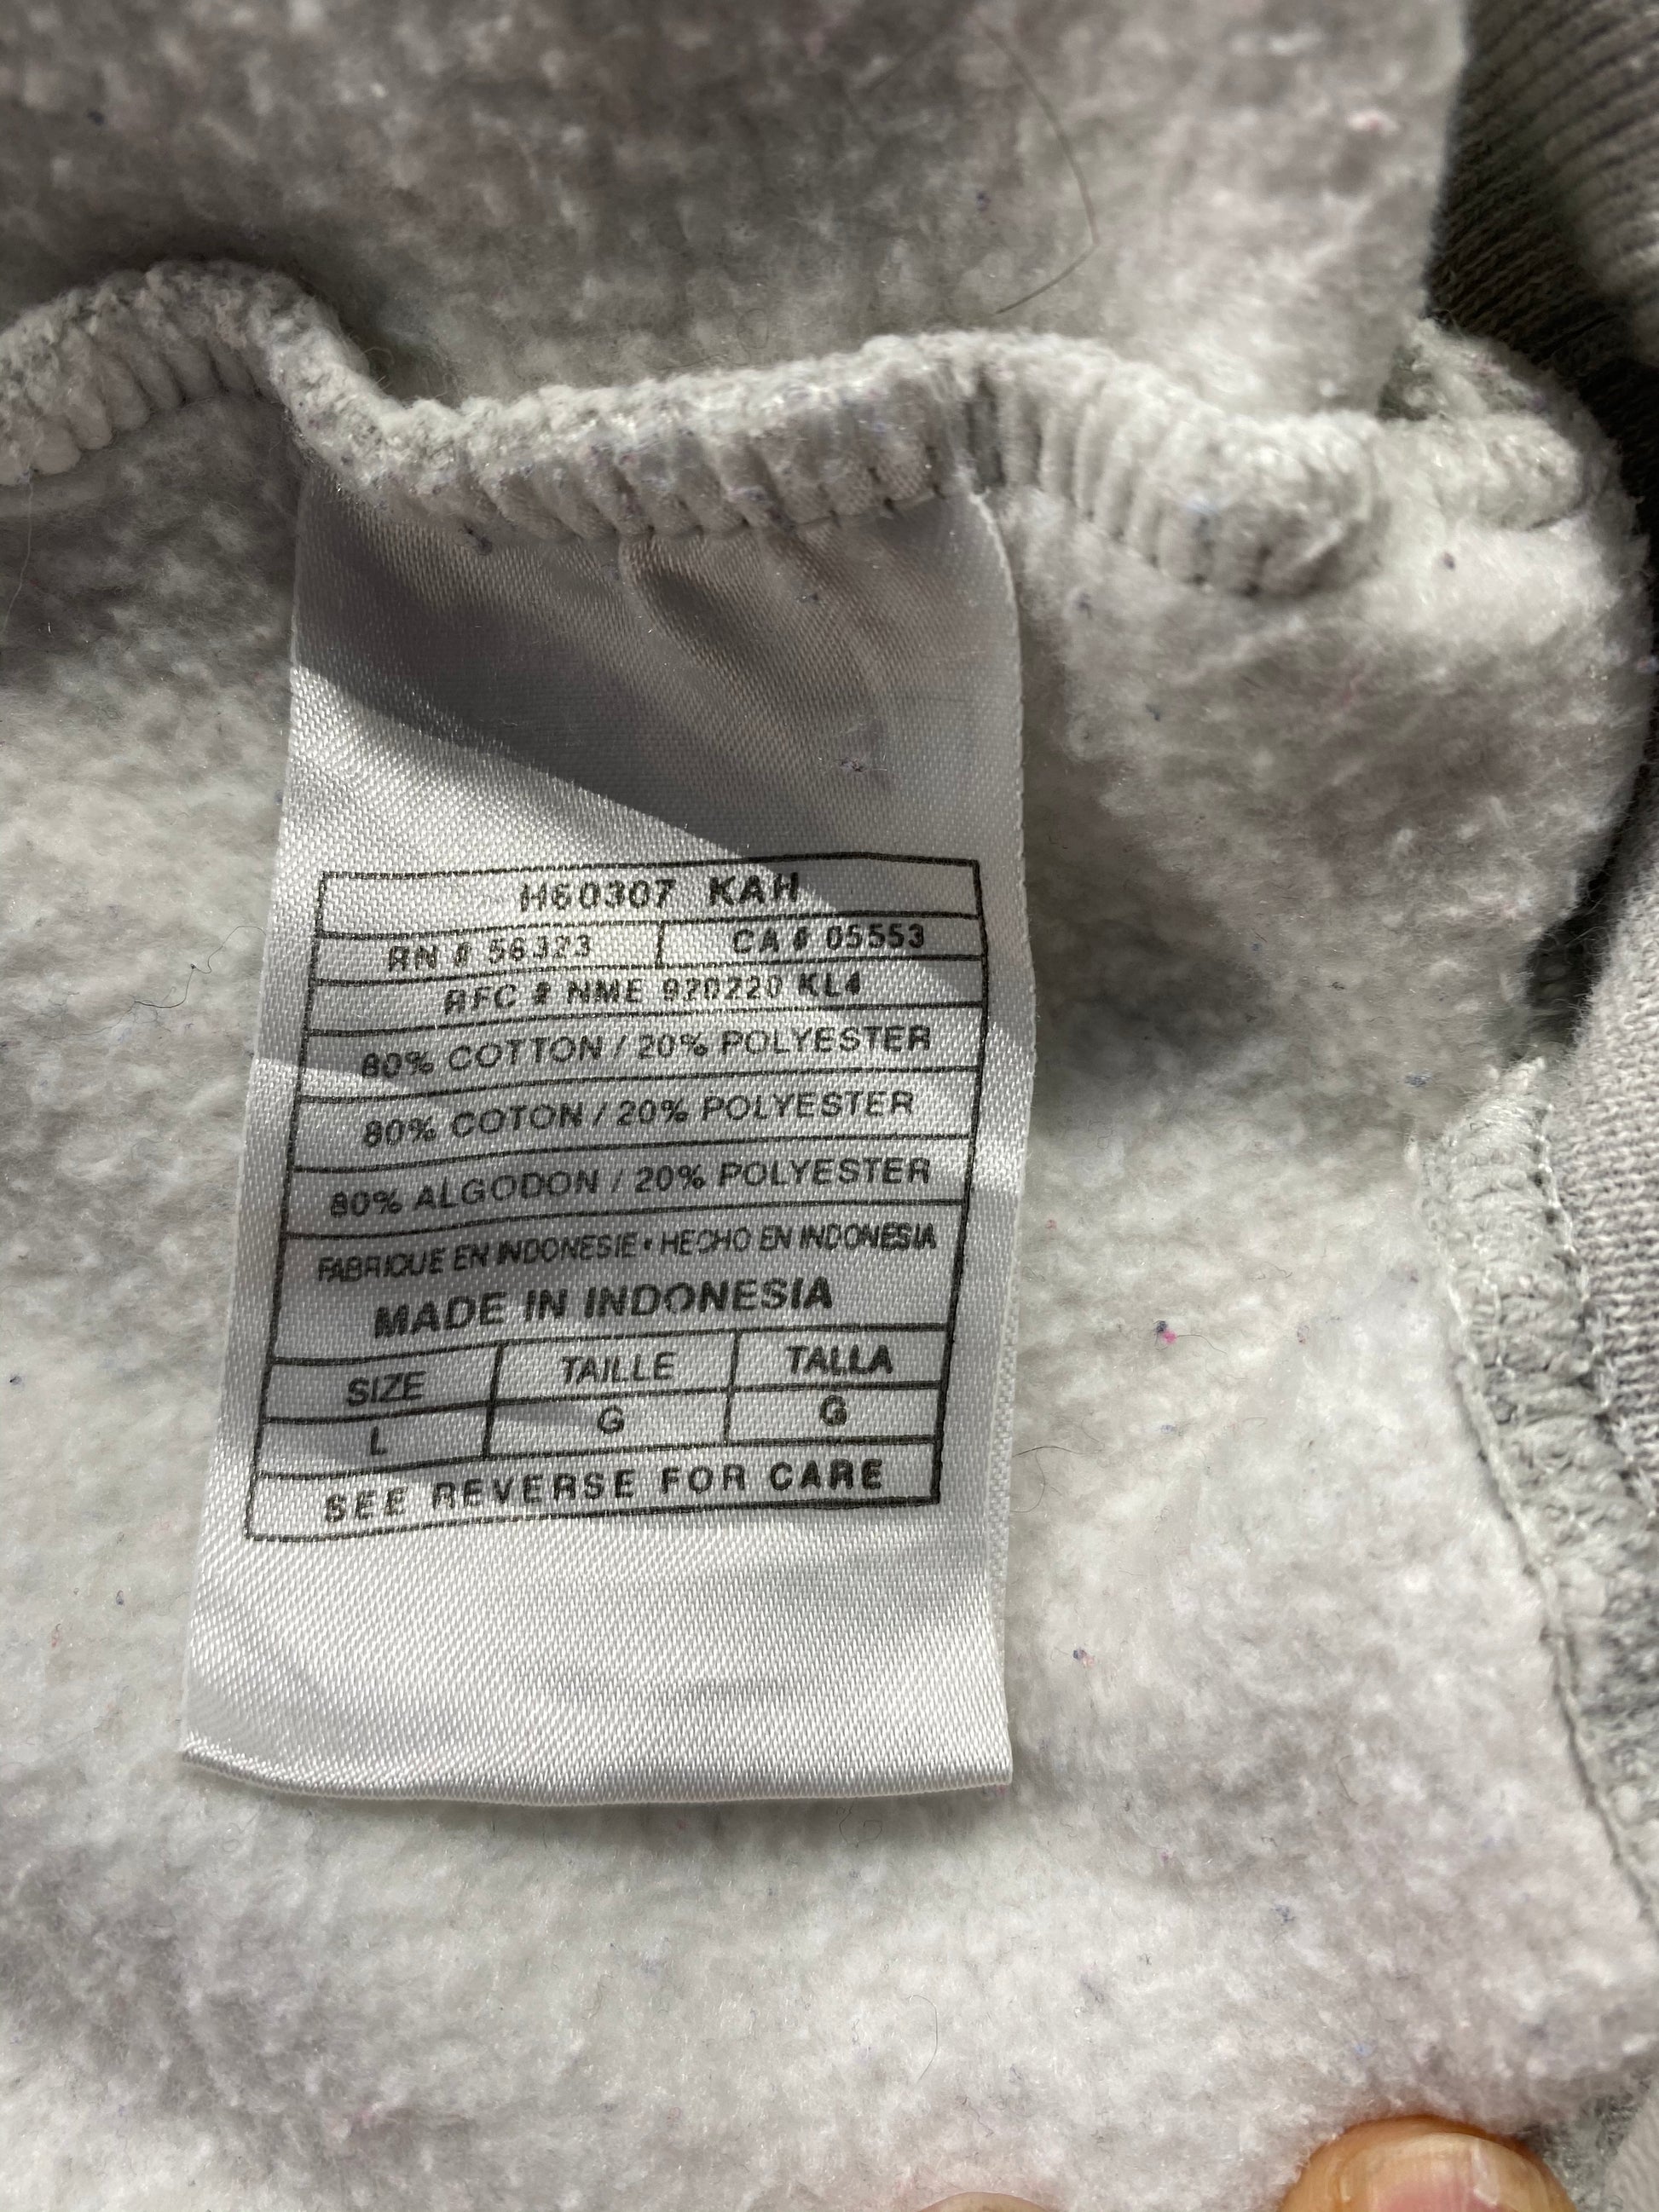 H60307 KAH
RN # 56323 CA # 05553
RFC # NME 920220 KL4
80% COTTON / 20% POLYESTER
80% COTON / 20% POLYESTER
80% ALGODON / 20% POLYESTER
FABRIQUE EN INDONESIE • HECHO EN INDONESIA
MADE IN INDONESIA
SIZE TAILLE TALLA
L G G
SEE REVERSE FOR CARE